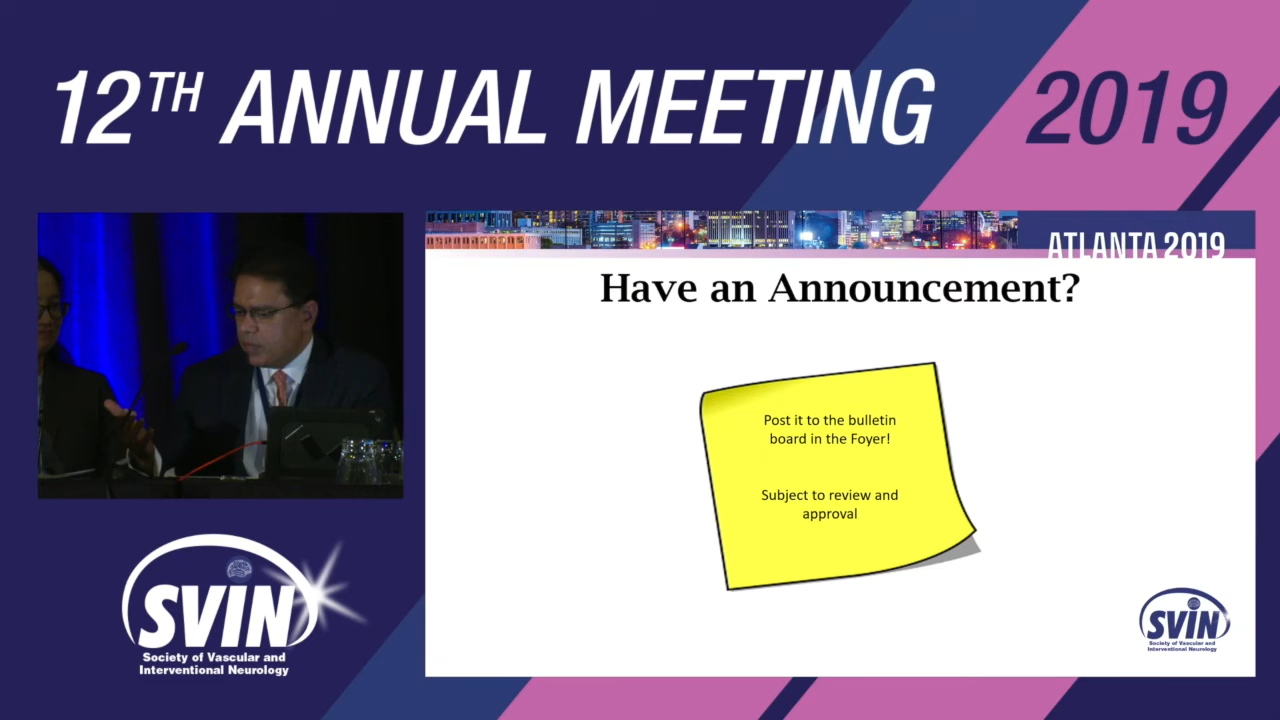 12TH ANNUAL MEETING 2019
ATLANTA 2019
Have an Announcement?
Post it to the bulletin
board in the Foyer!
Subject to review and
approval
SVIN
Society of Vascular and
Interventional Neurology
SVIN
Society of Vascular and
Interventional Neurology